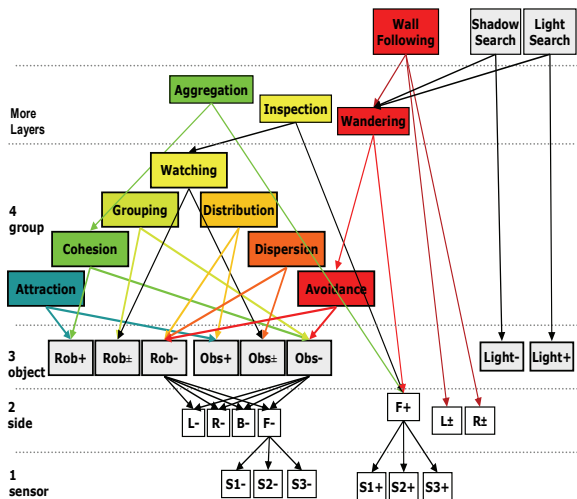 Wall
Following
Shadow
Search
Light
Search
Aggregation
Inspection
Wandering
More
Layers
Watching
Grouping
Distribution
4
group
Cohesion
Dispersion
Attraction
Avoidance
3
object
Rob+
Rob±
Rob-
Obs+
Obs±
Obs-
Light-
Light+
2
side
L-
R-
B-
F-
F+
L±
R±
1
sensor
S1-
S2-
S3-
S1+
S2+
S3+